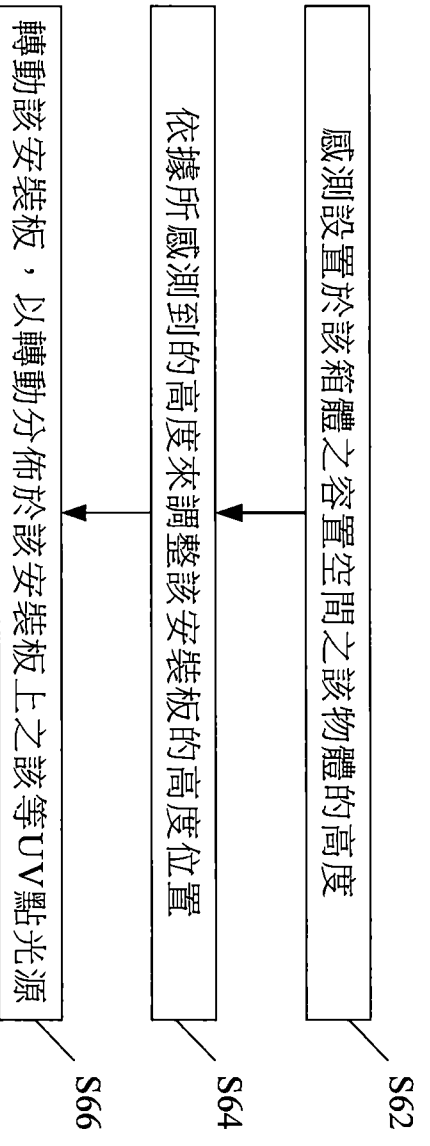 感測設置於該箱體之容置空間之該物體的高度
S62
依據所感測到的高度來調整該安裝板的高度位置
S64
轉動該安裝板，以轉動分佈於該安裝板上之該等UV點光源
S66